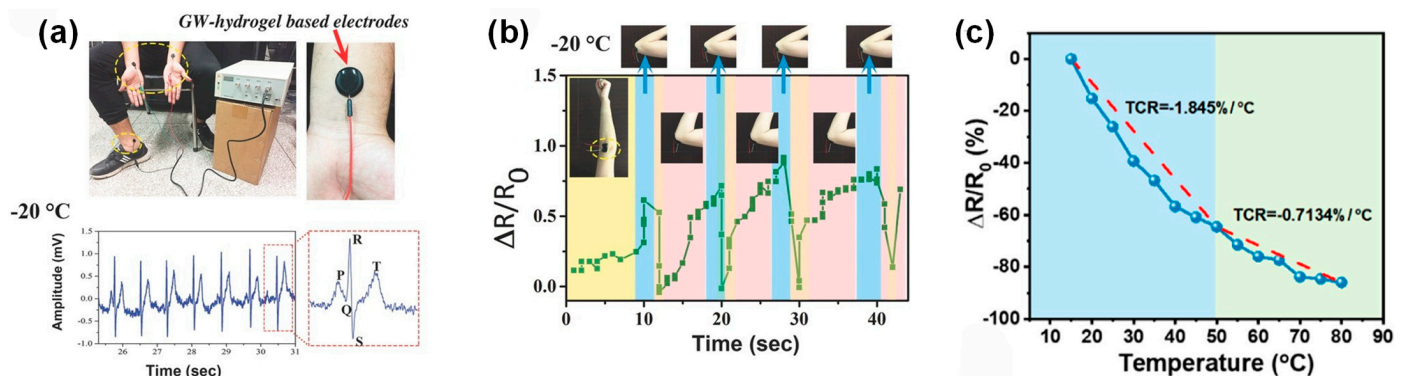 (a)
GW-hydrogel based electrodes
-20 °C
Amplitude (mV)
1.5
1.0
0.5
0.0
-0.5
-1.0
26 27 28 29 30 31
Time (sec)
P
Q
R
S
T
(b)
-20 °C
ΔR/R0
1.5
1.0
0.5
0.0
0 10 20 30 40
Time (sec)
(c)
ΔR/R0 (%)
0
-20
-40
-60
-80
-100
TCR=-1.845%/°C
TCR=-0.7134%/°C
10 20 30 40 50 60 70 80 90
Temperature (°C)